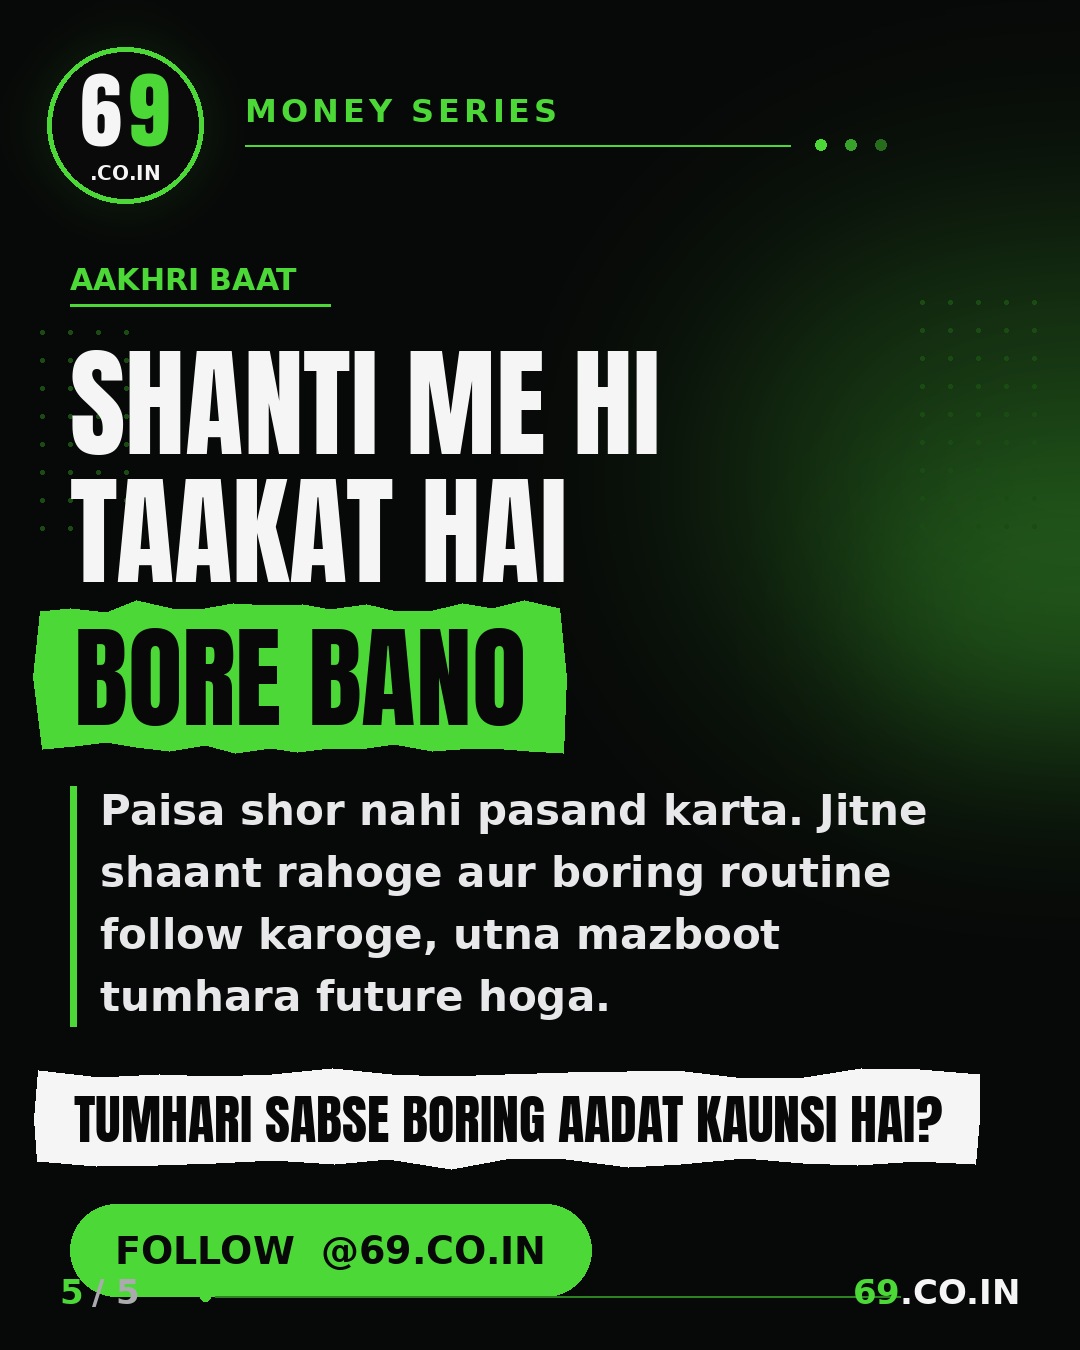 69
.CO.IN
MONEY SERIES
AAKHRI BAAT
SHANTI ME HI
TAAKAT HAI
BORE BANO
Paisa shor nahi pasand karta. Jitne
shaant rahoge aur boring routine
follow karoge, utna mazboot
tumhara future hoga.
TUMHARI SABSE BORING AADAT KAUNSI HAI?
FOLLOW @69.CO.IN
5 / 5
69.CO.IN